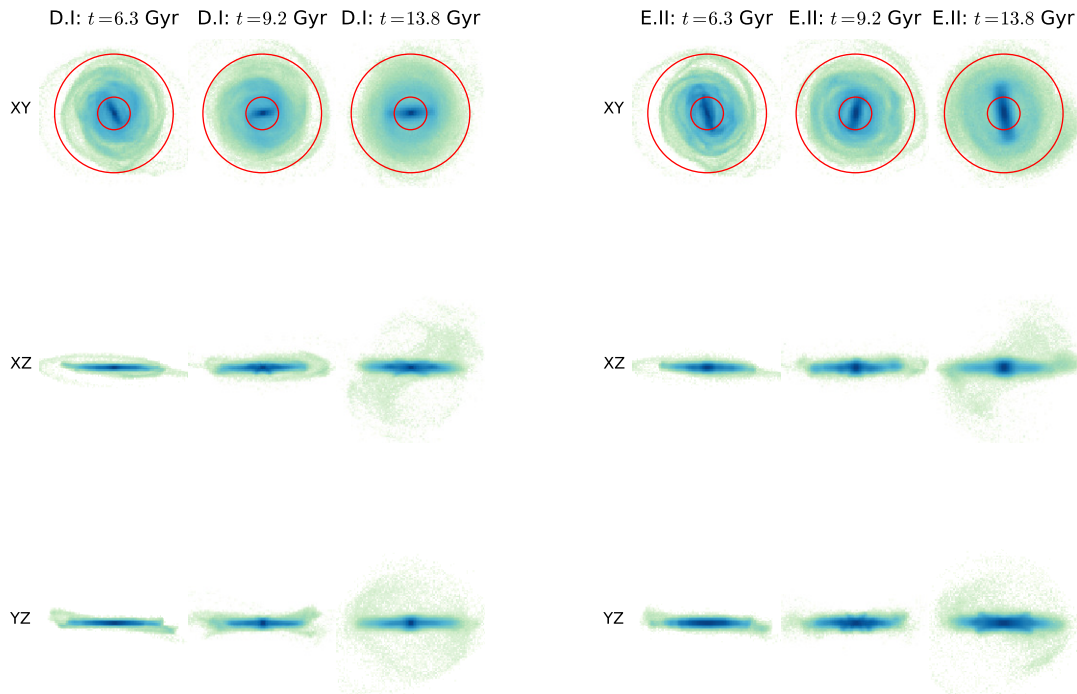 D.I: t=6.3 Gyr D.I: t=9.2 Gyr D.I: t=13.8 Gyr E.II: t=6.3 Gyr E.II: t=9.2 Gyr E.II: t=13.8 Gyr
XY XY
XZ XZ
YZ YZ